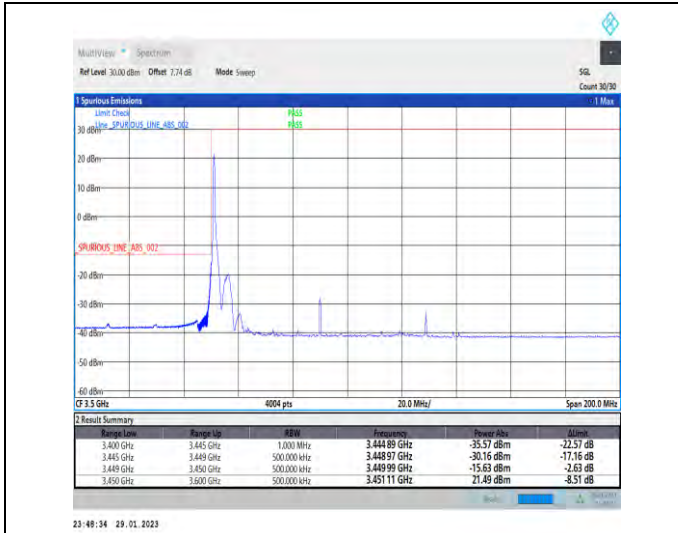 MultiView Spectrum
Ref Level 30.00 dBm Offset 7.74 dB Mode Sweep SGL
Count 30/30
1 Spurious Emissions 1 Max
Limit Check PASS
Line _SPURIOUS_LINE_ABS_002 PASS
30 dBm
20 dBm
10 dBm
0 dBm
_SPURIOUS_LINE_ABS_002
-20 dBm
-30 dBm
-40 dBm
-50 dBm
-60 dBm
CF 3.5 GHz 4004 pts 20.0 MHz/ Span 200.0 MHz
2 Result Summary
Range Low Range Up RBW Frequency Power Abs ΔLimit
3.400 GHz 3.445 GHz 1.000 MHz 3.444 89 GHz -35.57 dBm -22.57 dB
3.445 GHz 3.449 GHz 500.000 kHz 3.448 97 GHz -30.16 dBm -17.16 dB
3.449 GHz 3.450 GHz 500.000 kHz 3.449 99 GHz -15.63 dBm -2.63 dB
3.450 GHz 3.600 GHz 500.000 kHz 3.451 11 GHz 21.49 dBm -8.51 dB
23:48:34 29.01.2023